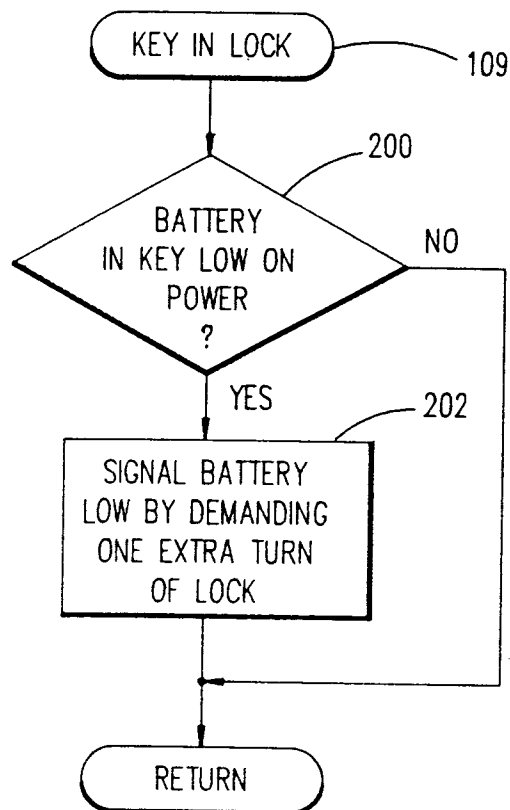 KEY IN LOCK
109
200
BATTERY
IN KEY LOW ON
POWER
?
NO
YES
202
SIGNAL BATTERY
LOW BY DEMANDING
ONE EXTRA TURN
OF LOCK
RETURN